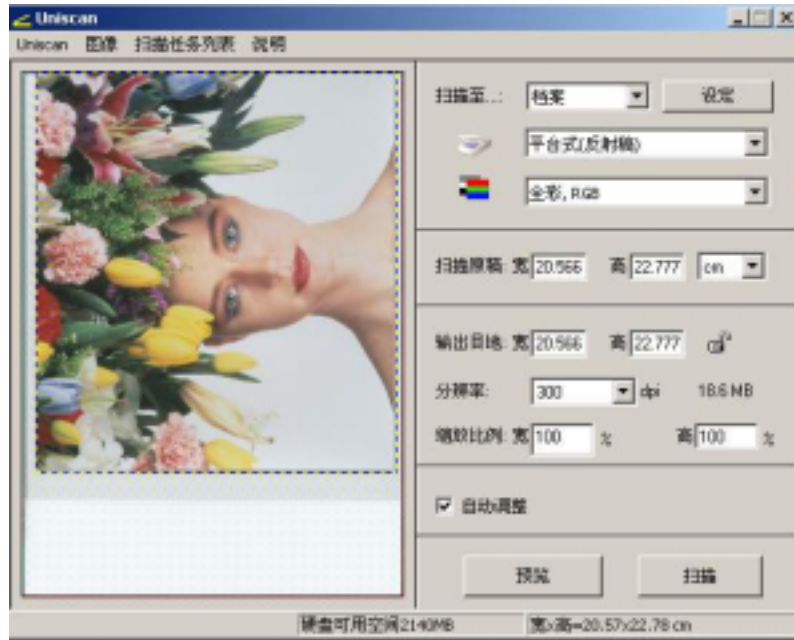 Uniscan
Uniscan 图像 扫描任务列表 说明
扫描至...: 档案 设定
平台式(反射稿)
全彩, RGB
扫描原稿: 宽 20.566 高 22.777 cm
输出目地: 宽 20.566 高 22.777
分辨率: 300 dpi 18.6 MB
缩放比例: 宽 100 % 高 100 %
自动调整
预览 扫描
硬盘可用空间2140MB 宽x高=20.57x22.78 cm